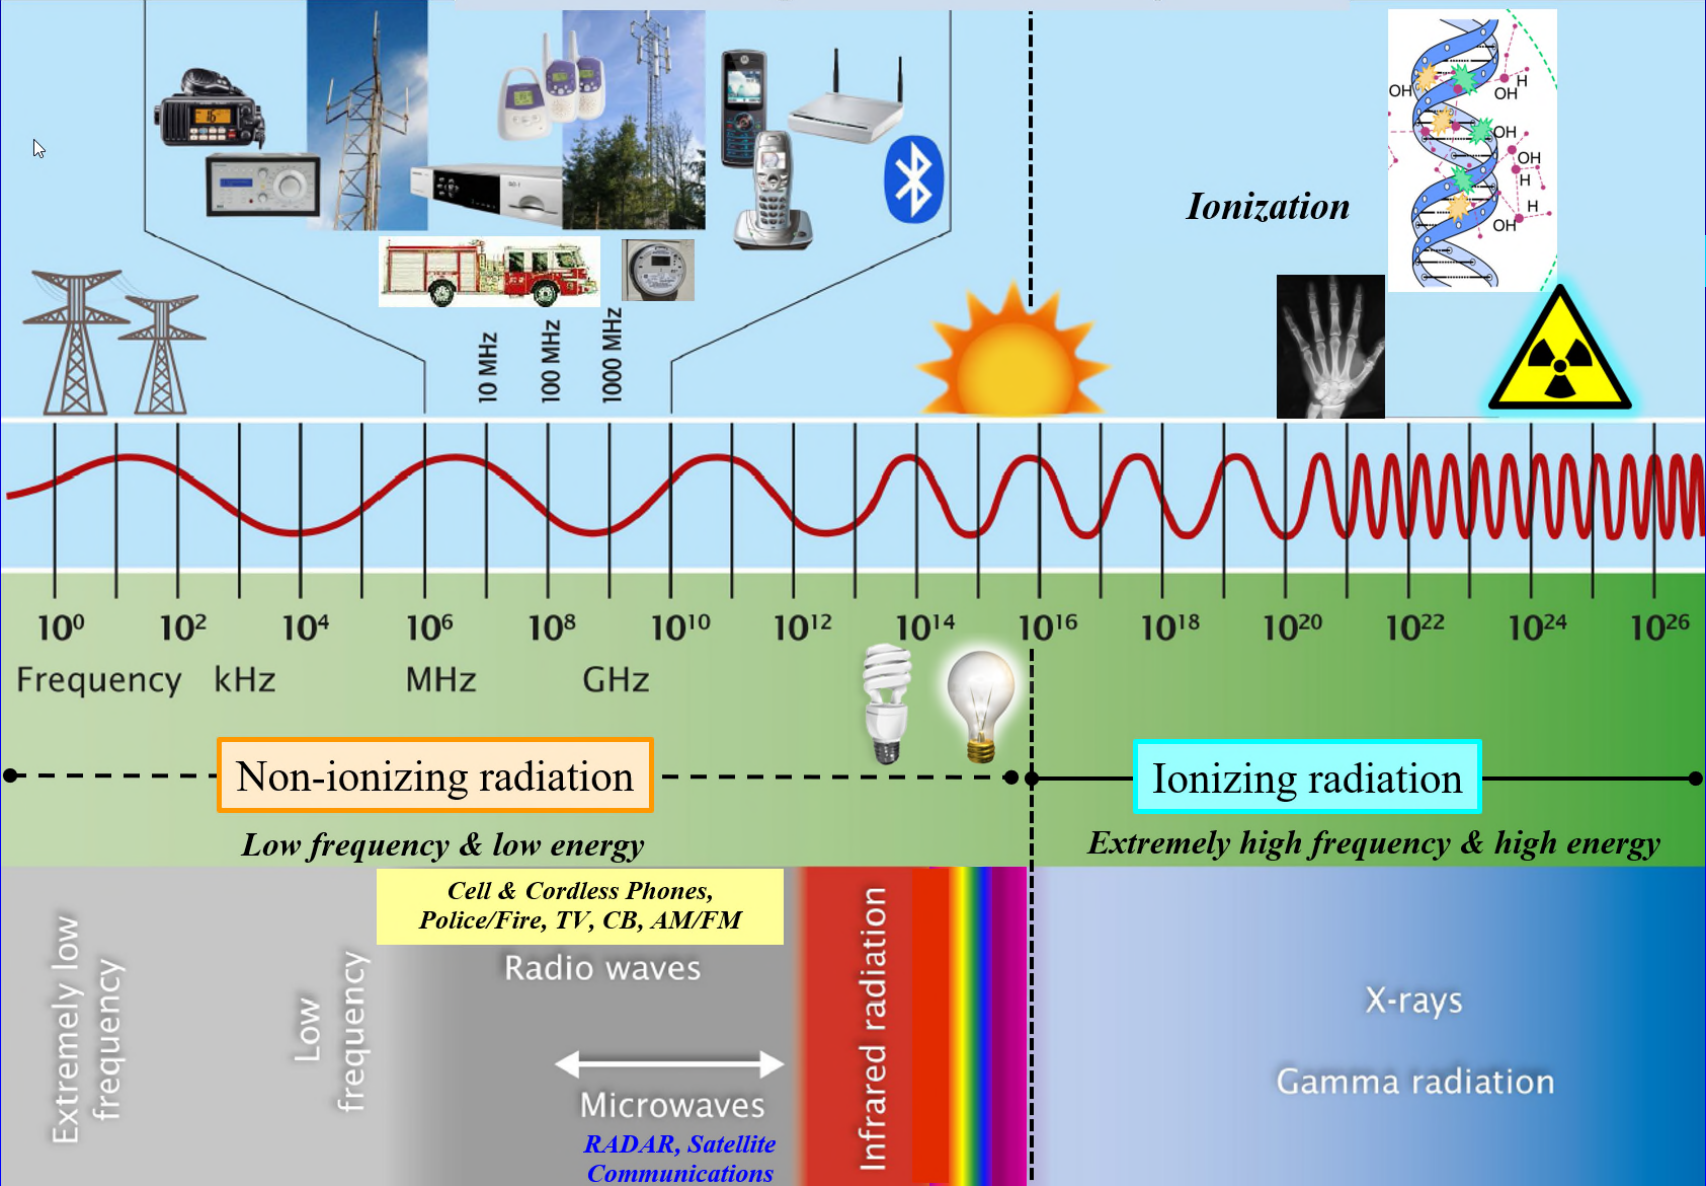 OH
H
OH
OH
OH
H
H
OH
Ionization
10 MHz
100 MHz
1000 MHz
10⁰
10²
10⁴
10⁶
10⁸
10¹⁰
10¹²
10¹⁴
10¹⁶
10¹⁸
10²⁰
10²²
10²⁴
10²⁶
Frequency
kHz
MHz
GHz
Non-ionizing radiation
Ionizing radiation
Low frequency & low energy
Extremely high frequency & high energy
Cell & Cordless Phones,
Police/Fire, TV, CB, AM/FM
Extremely low
frequency
Low
frequency
Radio waves
Microwaves
RADAR, Satellite
Communications
Infrared radiation
X-rays
Gamma radiation